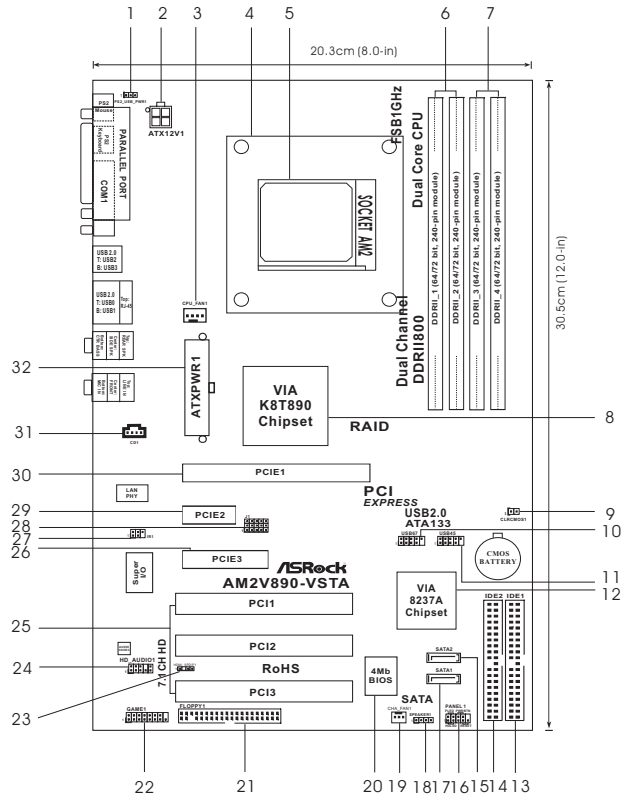 1 2 3 4 5 6 7
20.3cm (8.0-in)
30.5cm (12.0-in)
PS2_USB_PWR1
ATX12V1
PS2
Mouse
PS2
Keyboard
PARALLEL PORT
COM1
USB 2.0
T: USB2
B: USB3
USB 2.0
T: USB0
B: USB1
Top:
RJ-45
SOCKET AM2
FSB1GHz
Dual Core CPU
Dual Channel
DDRII800
DDRII_1 (64/72 bit, 240-pin module)
DDRII_2 (64/72 bit, 240-pin module)
DDRII_3 (64/72 bit, 240-pin module)
DDRII_4 (64/72 bit, 240-pin module)
CPU_FAN1
ATXPWR1
32
VIA
K8T890
Chipset
8
RAID
31
CD1
30
PCIE1
PCI
EXPRESS
LAN
PHY
29
PCIE2
28
J1
27
USB2.0
ATA133
USB67
USB45
CLRCMOS1
9
10
26
PCIE3
Super
I/O
CMOS
BATTERY
11
12
ASRock
AM2V890-VSTA
VIA
8237A
Chipset
IDE2
IDE1
25
PCI1
PCI2
PCI3
RoHS
7.1CH HD
24
HD_AUDIO1
23
GAME1
FLOPPY1
4Mb
BIOS
SATA2
SATA1
SATA
CHA_FAN1
SPEAKER1
PANEL 1
22 21 20 19 18 17 16 15 14 13